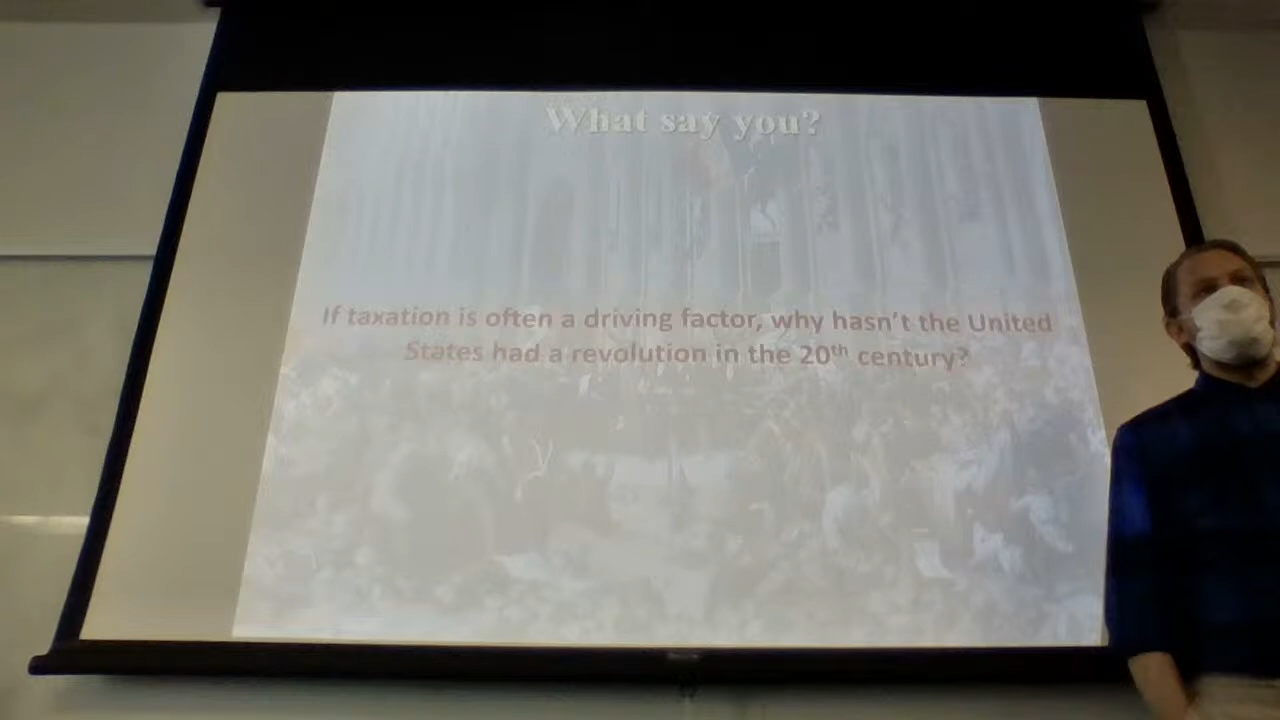 What say you?
If taxation is often a driving factor, why hasn't the United
States had a revolution in the 20th century?